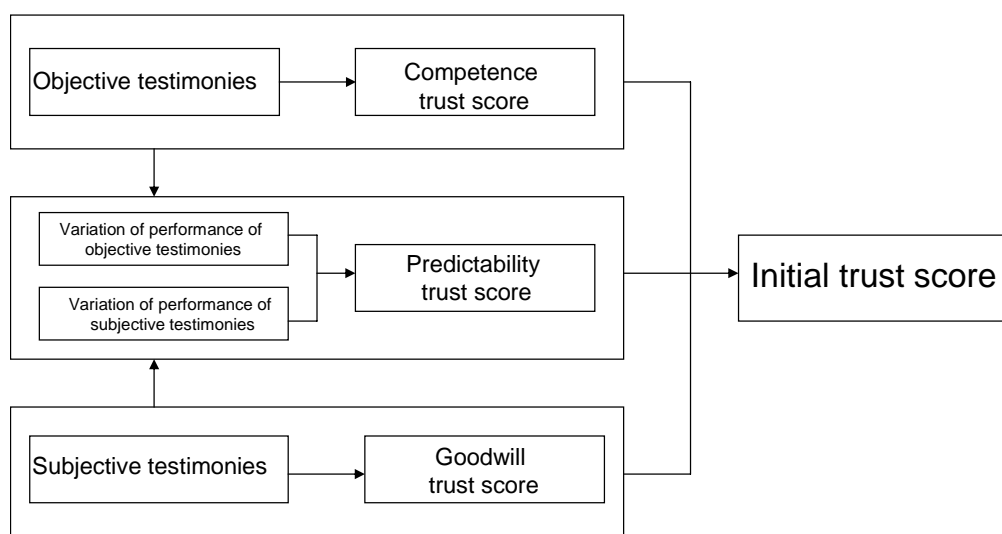 Objective testimonies
Competence
trust score
Variation of performance of
objective testimonies
Variation of performance of
subjective testimonies
Predictability
trust score
Initial trust score
Subjective testimonies
Goodwill
trust score